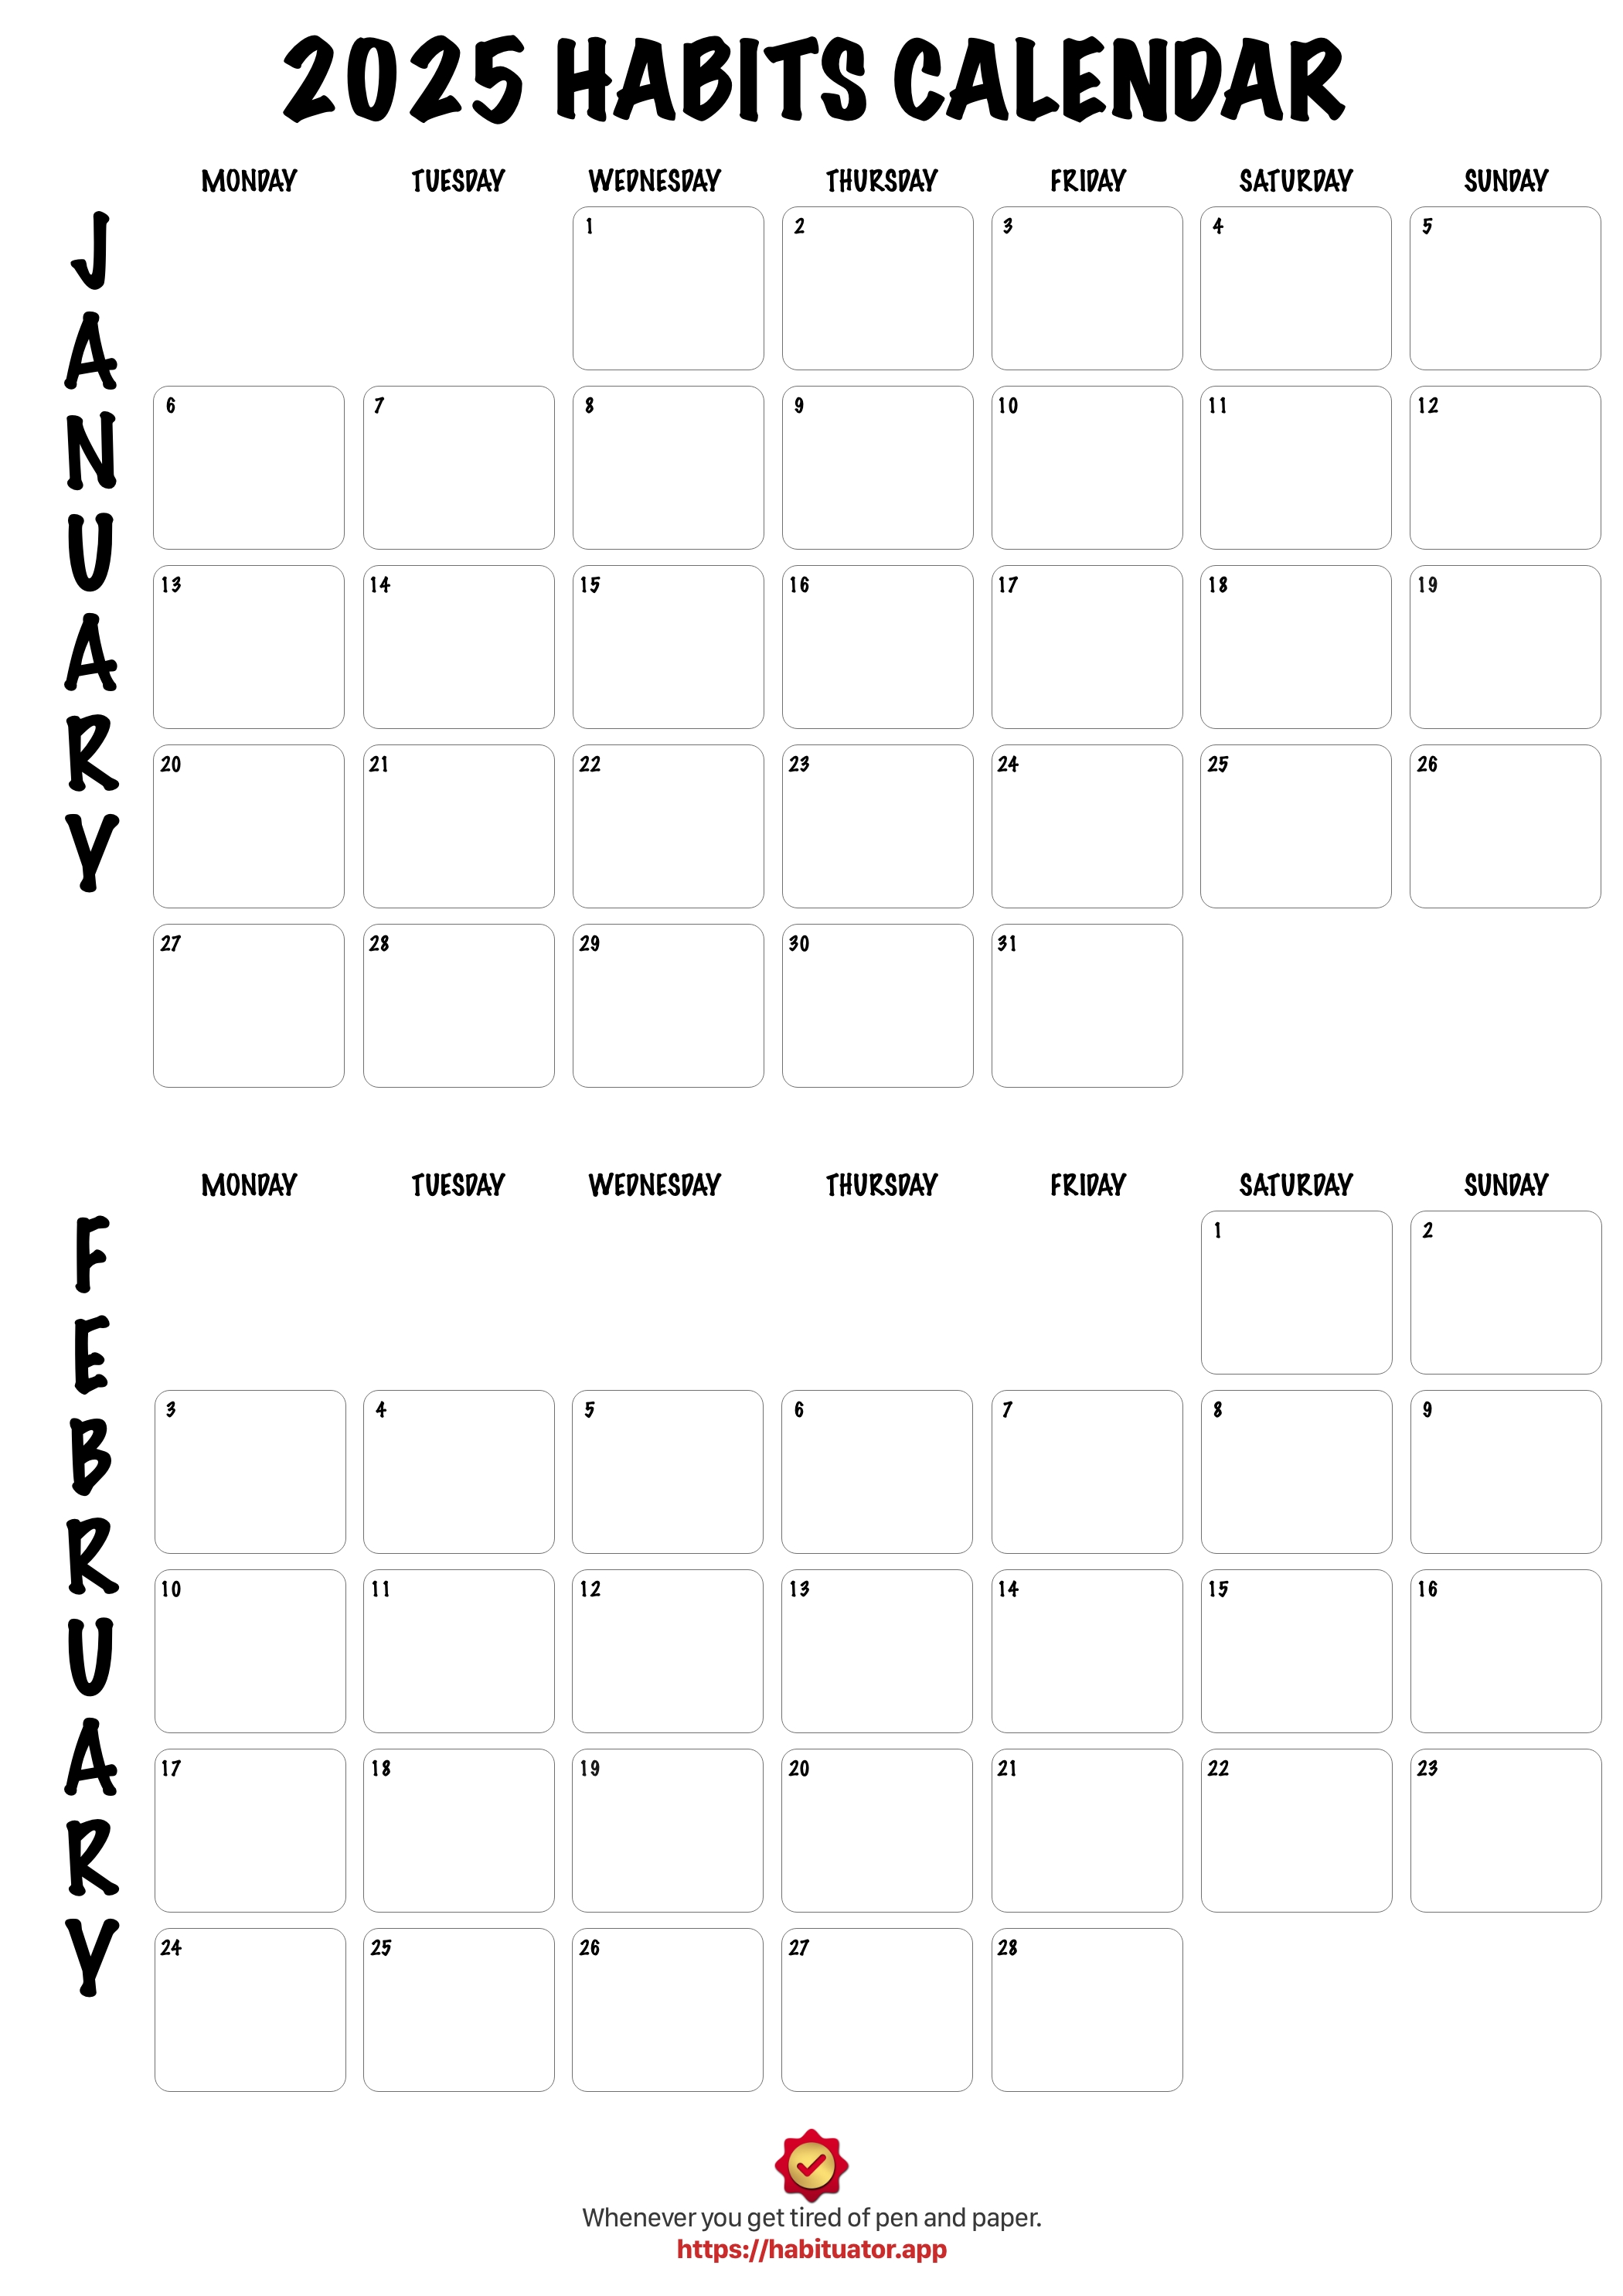 2025 HABITS CALENDAR
MONDAY TUESDAY WEDNESDAY THURSDAY FRIDAY SATURDAY SUNDAY
JANUARY
1 2 3 4 5
6 7 8 9 10 11 12
13 14 15 16 17 18 19
20 21 22 23 24 25 26
27 28 29 30 31
MONDAY TUESDAY WEDNESDAY THURSDAY FRIDAY SATURDAY SUNDAY
FEBRUARY
1 2
3 4 5 6 7 8 9
10 11 12 13 14 15 16
17 18 19 20 21 22 23
24 25 26 27 28
Whenever you get tired of pen and paper.
https://habituator.app